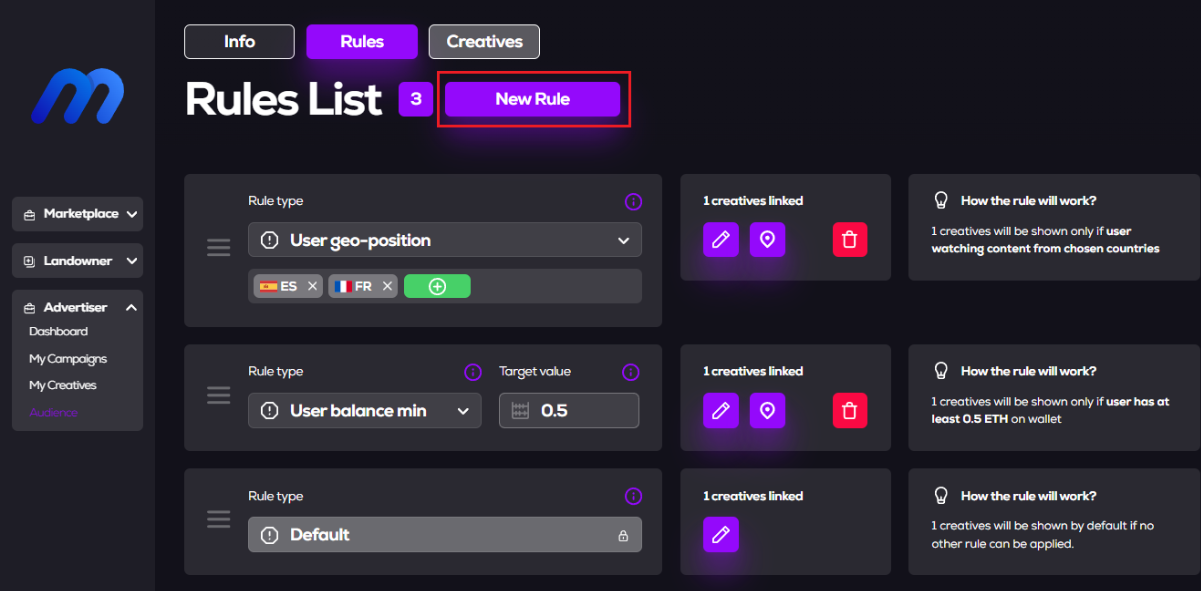 Info
Rules
Creatives
Rules List
3
New Rule
Marketplace
Landowner
Advertiser
Dashboard
My Campaigns
My Creatives
Audience
Rule type
User geo-position
ES
FR
1 creatives linked
How the rule will work?
1 creatives will be shown only if user
watching content from chosen countries
Rule type
Target value
User balance min
0.5
1 creatives linked
How the rule will work?
1 creatives will be shown only if user has at
least 0.5 ETH on wallet
Rule type
Default
1 creatives linked
How the rule will work?
1 creatives will be shown by default if no
other rule can be applied.